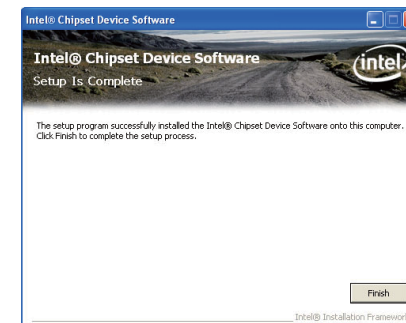 Intel® Chipset Device Software
Intel® Chipset Device Software
Setup Is Complete
intel
The setup program successfully installed the Intel® Chipset Device Software onto this computer.
Click Finish to complete the setup process.
Finish
Intel® Installation Framework